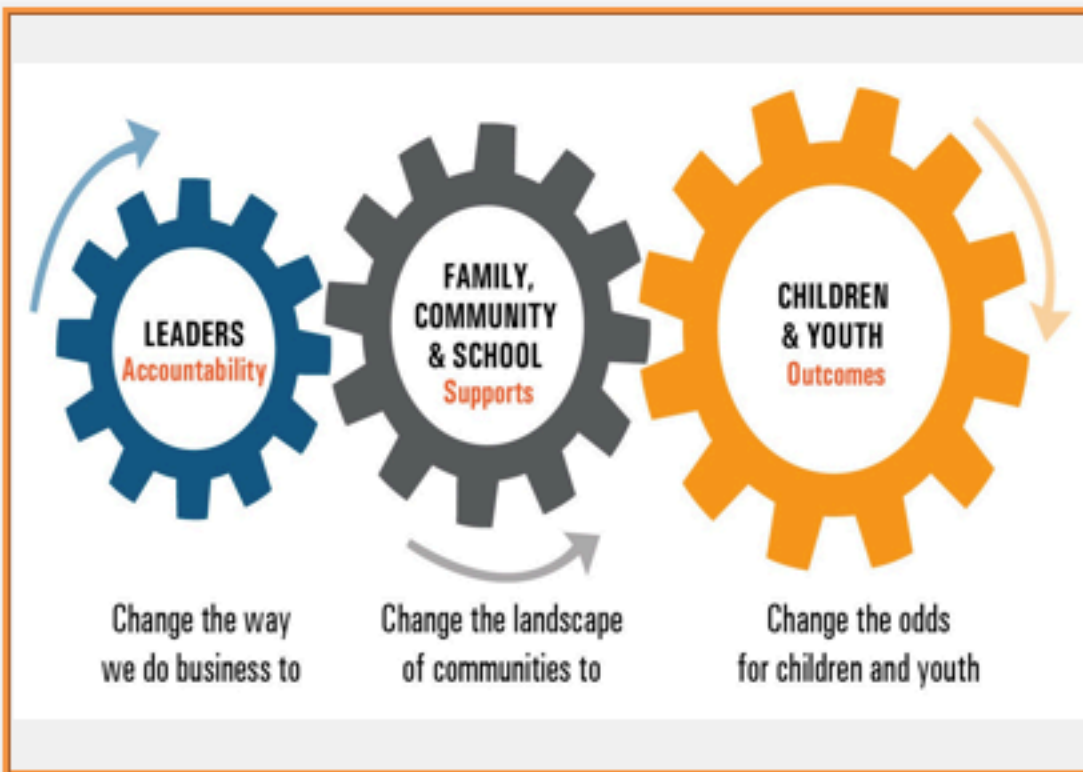 LEADERS
Accountability
FAMILY,
COMMUNITY
& SCHOOL
Supports
CHILDREN
& YOUTH
Outcomes
Change the way
we do business to
Change the landscape
of communities to
Change the odds
for children and youth